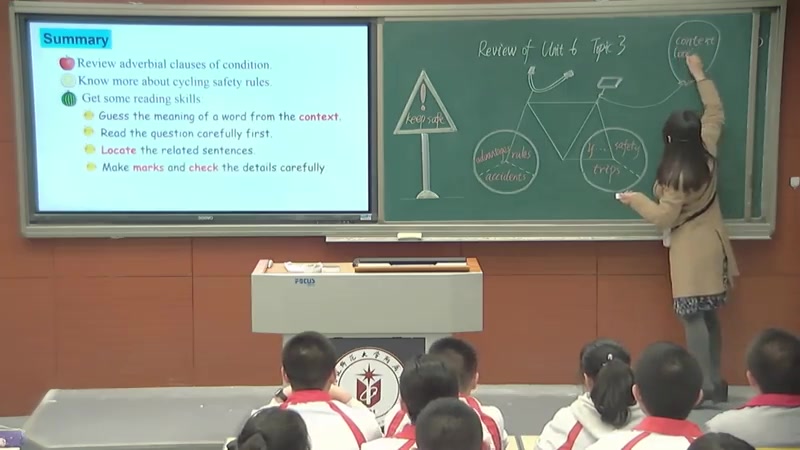 Summary
Review adverbial clauses of condition.
Know more about cycling safety rules.
Get some reading skills
Guess the meaning of a word from the context.
Read the question carefully first.
Locate the related sentences.
Make marks and check the details carefully
Review of Unit 6 Topic 3
keep safe
advantages rules
accidents
if safety
trips
context
FOCUS